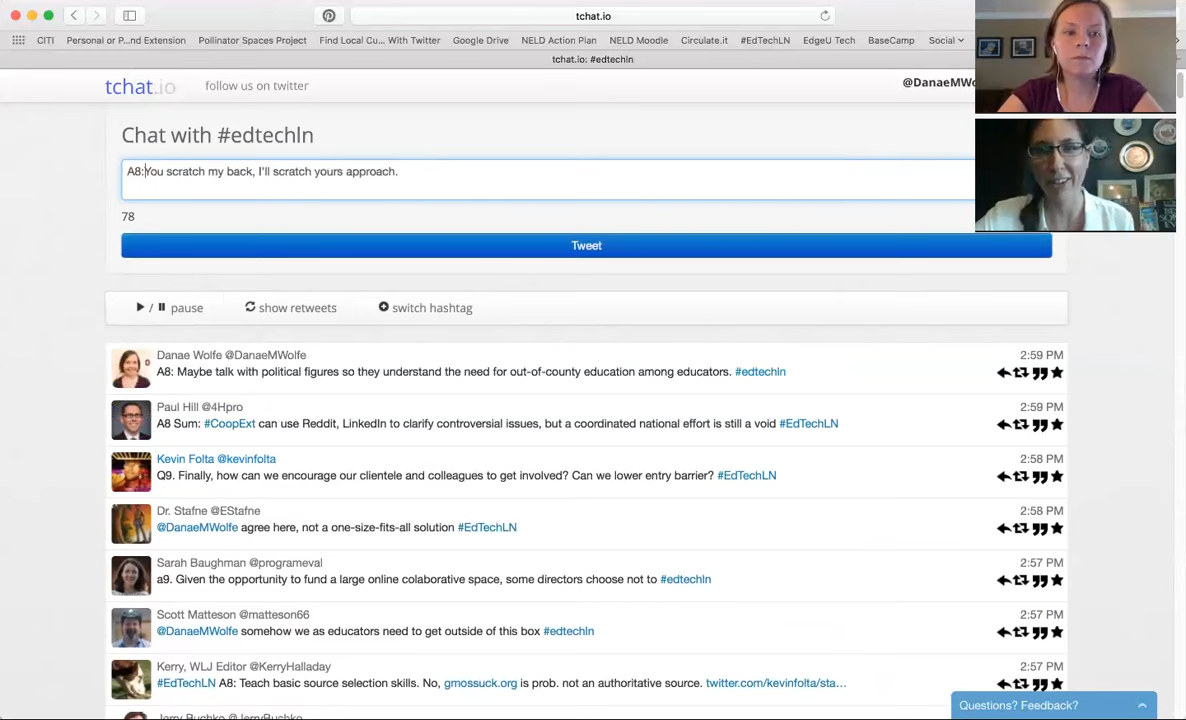 tchat.io
CITI Personal or P...nd Extension Pollinator Spaces Project Find Local Cu... With Twitter Google Drive NELD Action Plan NELD Moodle Circulate.it #EdTechLN EdgeU Tech BaseCamp Social
tchat.io: #edtechln
tchat.io follow us on twitter @DanaeMWo
Chat with #edtechln
A8:You scratch my back, I'll scratch yours approach.
78
Tweet
/ pause show retweets switch hashtag
Danae Wolfe @DanaeMWolfe 2:59 PM
A8: Maybe talk with political figures so they understand the need for out-of-county education among educators. #edtechln
Paul Hill @4Hpro 2:59 PM
A8 Sum: #CoopExt can use Reddit, LinkedIn to clarify controversial issues, but a coordinated national effort is still a void #EdTechLN
Kevin Folta @kevinfolta 2:58 PM
Q9. Finally, how can we encourage our clientele and colleagues to get involved? Can we lower entry barrier? #EdTechLN
Dr. Stafne @EStafne 2:58 PM
@DanaeMWolfe agree here, not a one-size-fits-all solution #EdTechLN
Sarah Baughman @programeval 2:57 PM
a9. Given the opportunity to fund a large online colaborative space, some directors choose not to #edtechln
Scott Matteson @matteson66 2:57 PM
@DanaeMWolfe somehow we as educators need to get outside of this box #edtechln
Kerry, WLJ Editor @KerryHalladay 2:57 PM
#EdTechLN A8: Teach basic source selection skills. No, gmossuck.org is prob. not an authoritative source. twitter.com/kevinfolta/sta...
Jerry Buchko @JerryBuchko
Questions? Feedback?